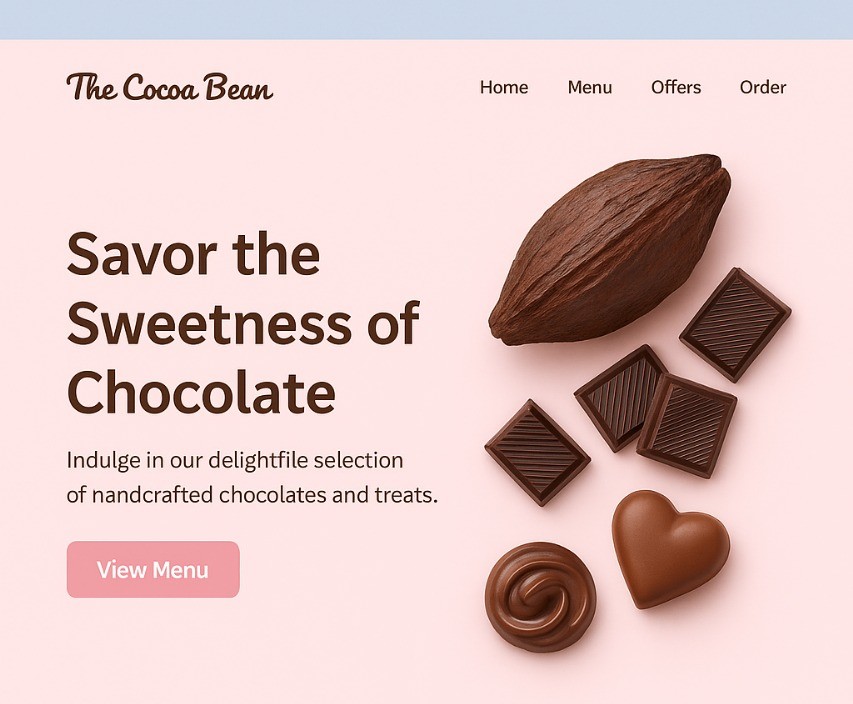 The Cocoa Bean
Home Menu Offers Order
Savor the
Sweetness of
Chocolate
Indulge in our delightfile selection
of nandcrafted chocolates and treats.
View Menu